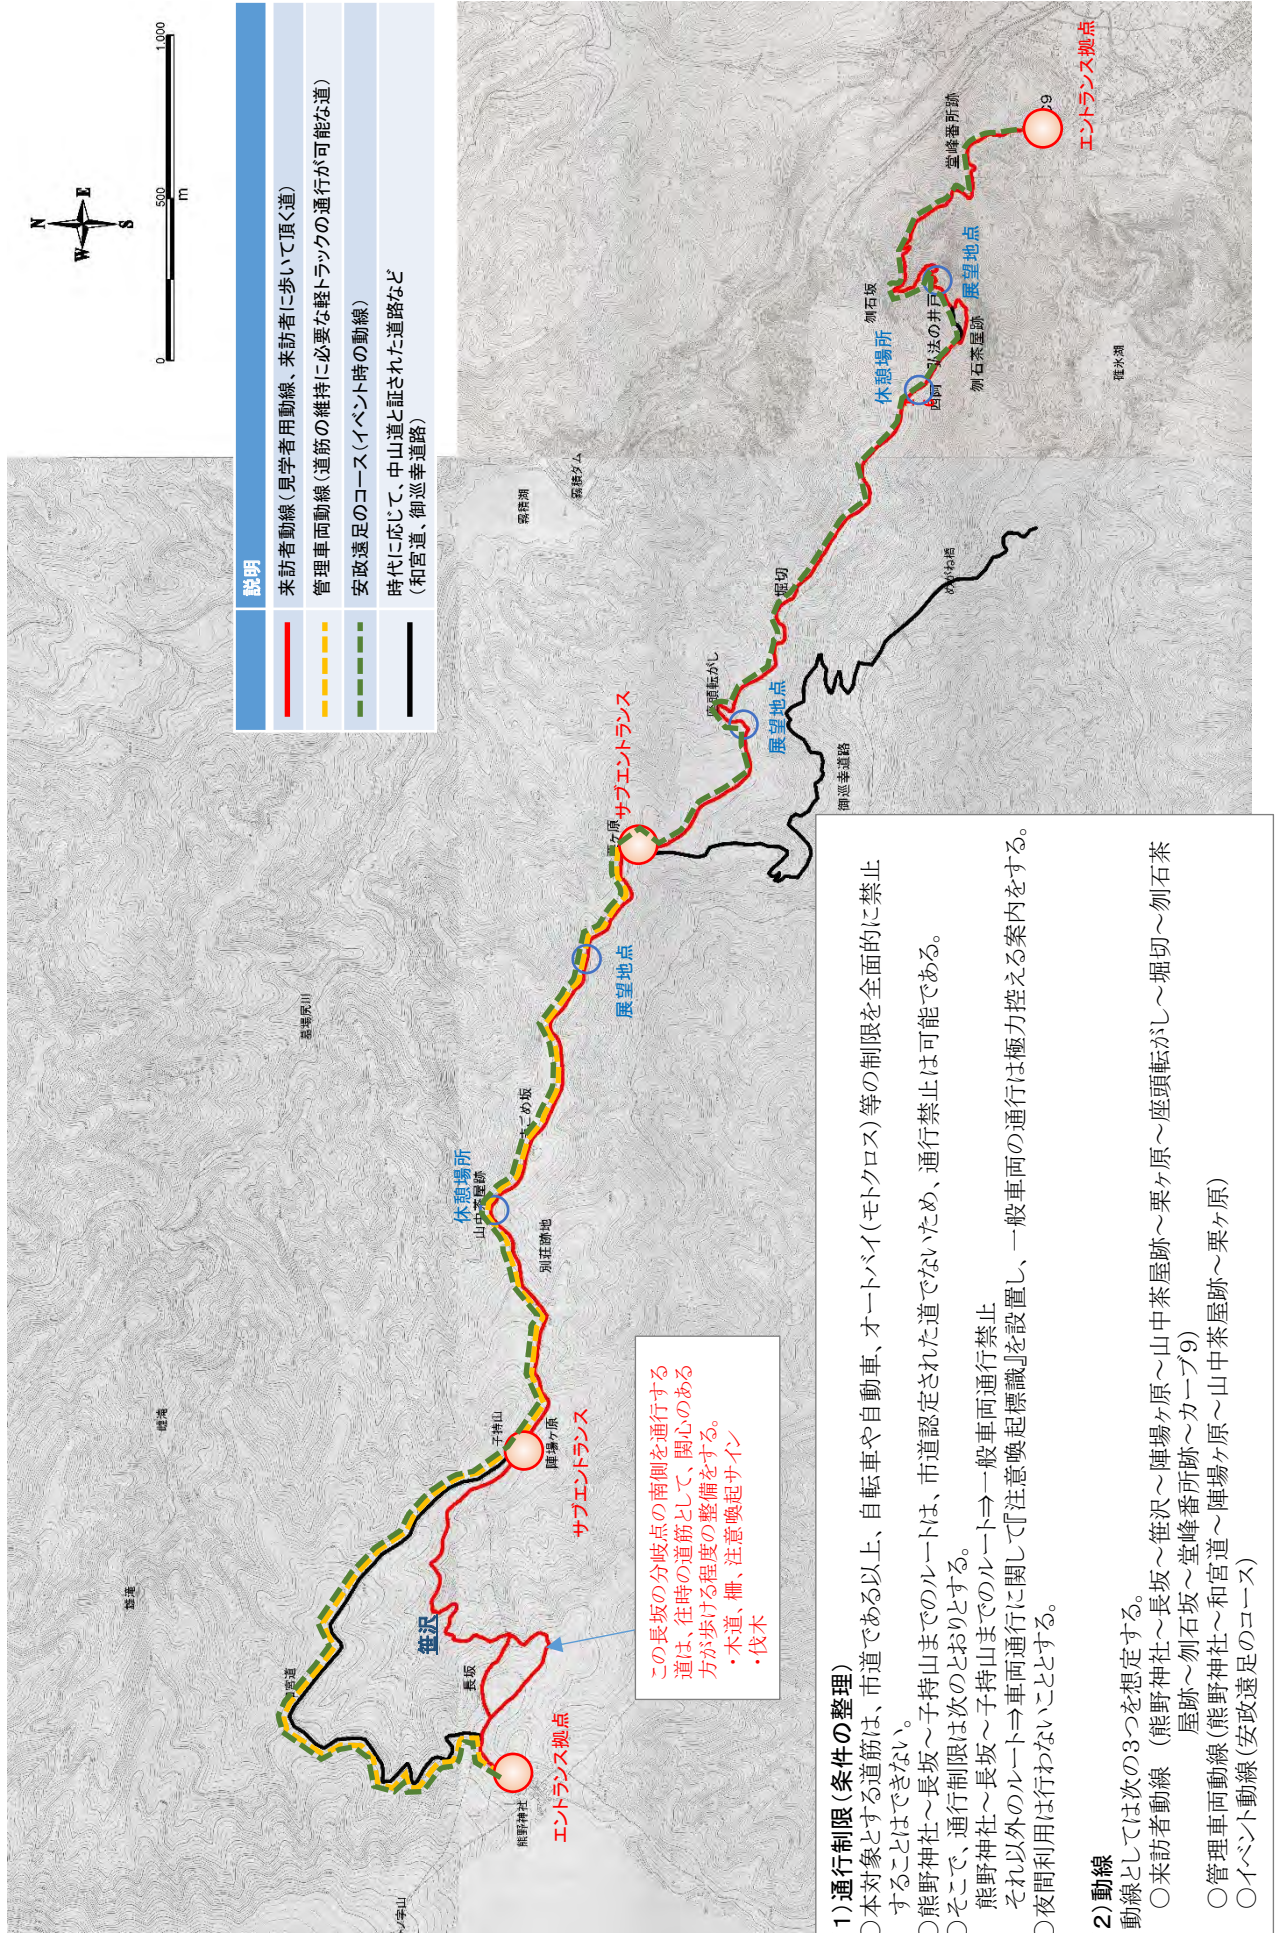 N
W
E
S
0
500
1,000
m
説明
来訪者動線(見学者用動線、来訪者に歩いて頂く道)
管理車両動線(道筋の維持に必要な軽トラックの通行が可能な道)
安政遠足のコース(イベント時の動線)
時代に応じて、中山道と証された道路など
(和宮道、御巡幸道路)
熊野神社
エントランス拠点
長坂
笹沢
子持山
陣場ヶ原
サブエントランス
別荘跡地
休憩場所
山中茶屋跡
展望地点
サブエントランス
墓場尻川
霧積湖
霧積ダム
座頭転がし
展望地点
堀切
御巡幸道路
めがね橋
休憩場所
弘法の井戸
刎石茶屋跡
刎石坂
展望地点
碓氷湖
堂峰番所跡
エントランス拠点
この長坂の分岐点の南側を通行する
道は、往時の道筋として、関心のある
方が歩ける程度の整備をする。
・木道、柵、注意喚起サイン
・伐木
1)通行制限(条件の整理)
○本対象とする道筋は、市道である以上、自転車や自動車、オートバイ(モトクロス)等の制限を全面的に禁止
することはできない。
○熊野神社~長坂~子持山までのルートは、市道認定された道でないため、通行禁止は可能である。
○そこで、通行制限は次のとおりとする。
熊野神社~長坂~子持山までのルート⇒一般車両通行禁止
それ以外のルート⇒車両通行に関して『注意喚起標識』を設置し、一般車両の通行は極力控える案内をする。
○夜間利用は行わないこととする。
2)動線
動線としては次の3つを想定する。
○来訪者動線 (熊野神社~長坂~笹沢~陣場ヶ原~山中茶屋跡~栗ヶ原~座頭転がし~堀切~刎石茶
屋跡~刎石坂~堂峰番所跡~カーブ9)
○管理車両動線(熊野神社~和宮道~陣場ヶ原~山中茶屋跡~栗ヶ原)
○イベント動線(安政遠足のコース)